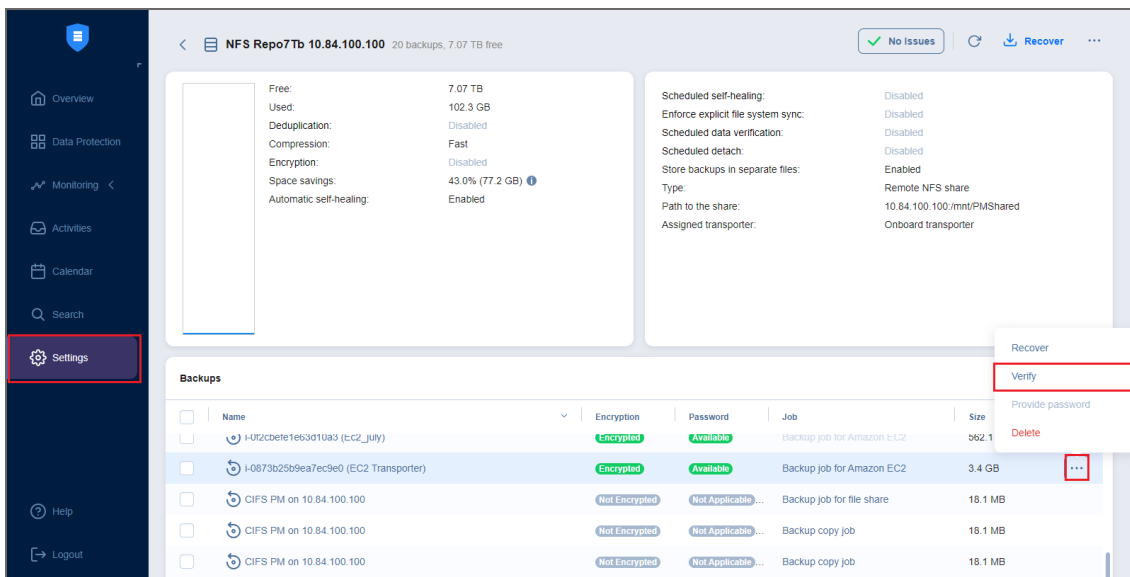 NFS Repo7Tb 10.84.100.100 20 backups, 7.07 TB free
No Issues
Recover
...
Overview
Data Protection
Monitoring
Activities
Calendar
Search
Settings
Help
Logout
Free: 7.07 TB
Used: 102.3 GB
Deduplication: Disabled
Compression: Fast
Encryption: Disabled
Space savings: 43.0% (77.2 GB)
Automatic self-healing: Enabled
Scheduled self-healing: Disabled
Enforce explicit file system sync: Disabled
Scheduled data verification: Disabled
Scheduled detach: Disabled
Store backups in separate files: Enabled
Type: Remote NFS share
Path to the share: 10.84.100.100:/mnt/PMShared
Assigned transporter: Onboard transporter
Recover
Verify
Provide password
Delete
Backups
Name Encryption Password Job Size
i-0f2cbefe1e63d10a3 (Ec2_july) Encrypted Available Backup job for Amazon EC2 562.1
i-0873b25b9ea7ec9e0 (EC2 Transporter) Encrypted Available Backup job for Amazon EC2 3.4 GB ...
CIFS PM on 10.84.100.100 Not Encrypted Not Applicable ... Backup job for file share 18.1 MB
CIFS PM on 10.84.100.100 Not Encrypted Not Applicable ... Backup copy job 18.1 MB
CIFS PM on 10.84.100.100 Not Encrypted Not Applicable ... Backup copy job 18.1 MB